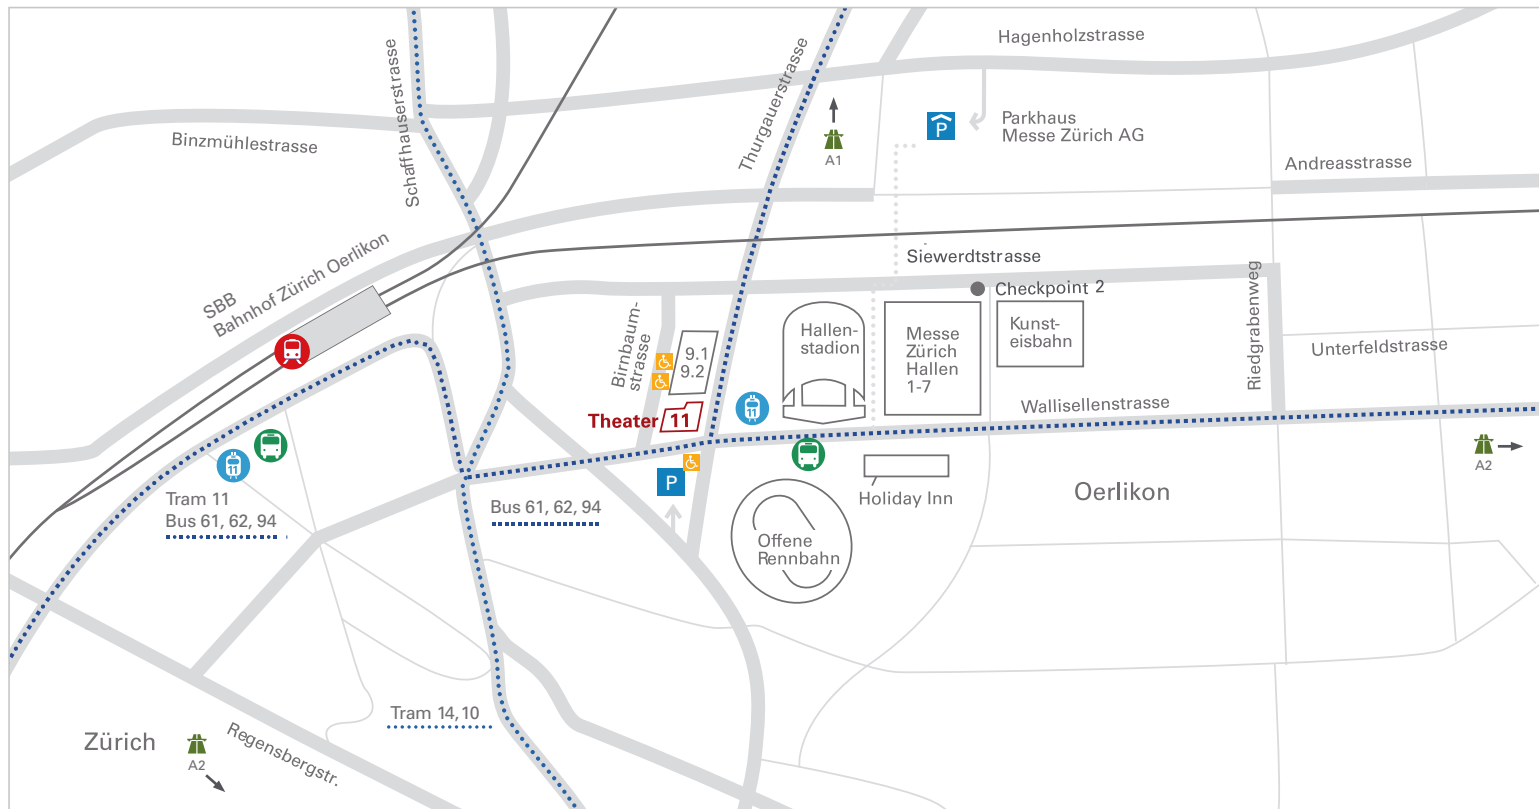 Hagenholzstrasse
Schaffhauserstrasse
Thurgauerstrasse
Binzmühlestrasse
P
Parkhaus
Messe Zürich AG
A1
Andreasstrasse
SBB
Bahnhof Zürich Oerlikon
Siewerdtstrasse
Checkpoint 2
Riedgrabenweg
Birnbaum-
strasse
9.1
9.2
Hallen-
stadion
Messe
Zürich
Hallen
1-7
Kunst-
eisbahn
Unterfeldstrasse
Theater 11
11
Wallisellenstrasse
A2
11
Tram 11
Bus 61, 62, 94
Bus 61, 62, 94
P
Holiday Inn
Oerlikon
Offene
Rennbahn
Tram 14, 10
Zürich
A2
Regensbergstr.